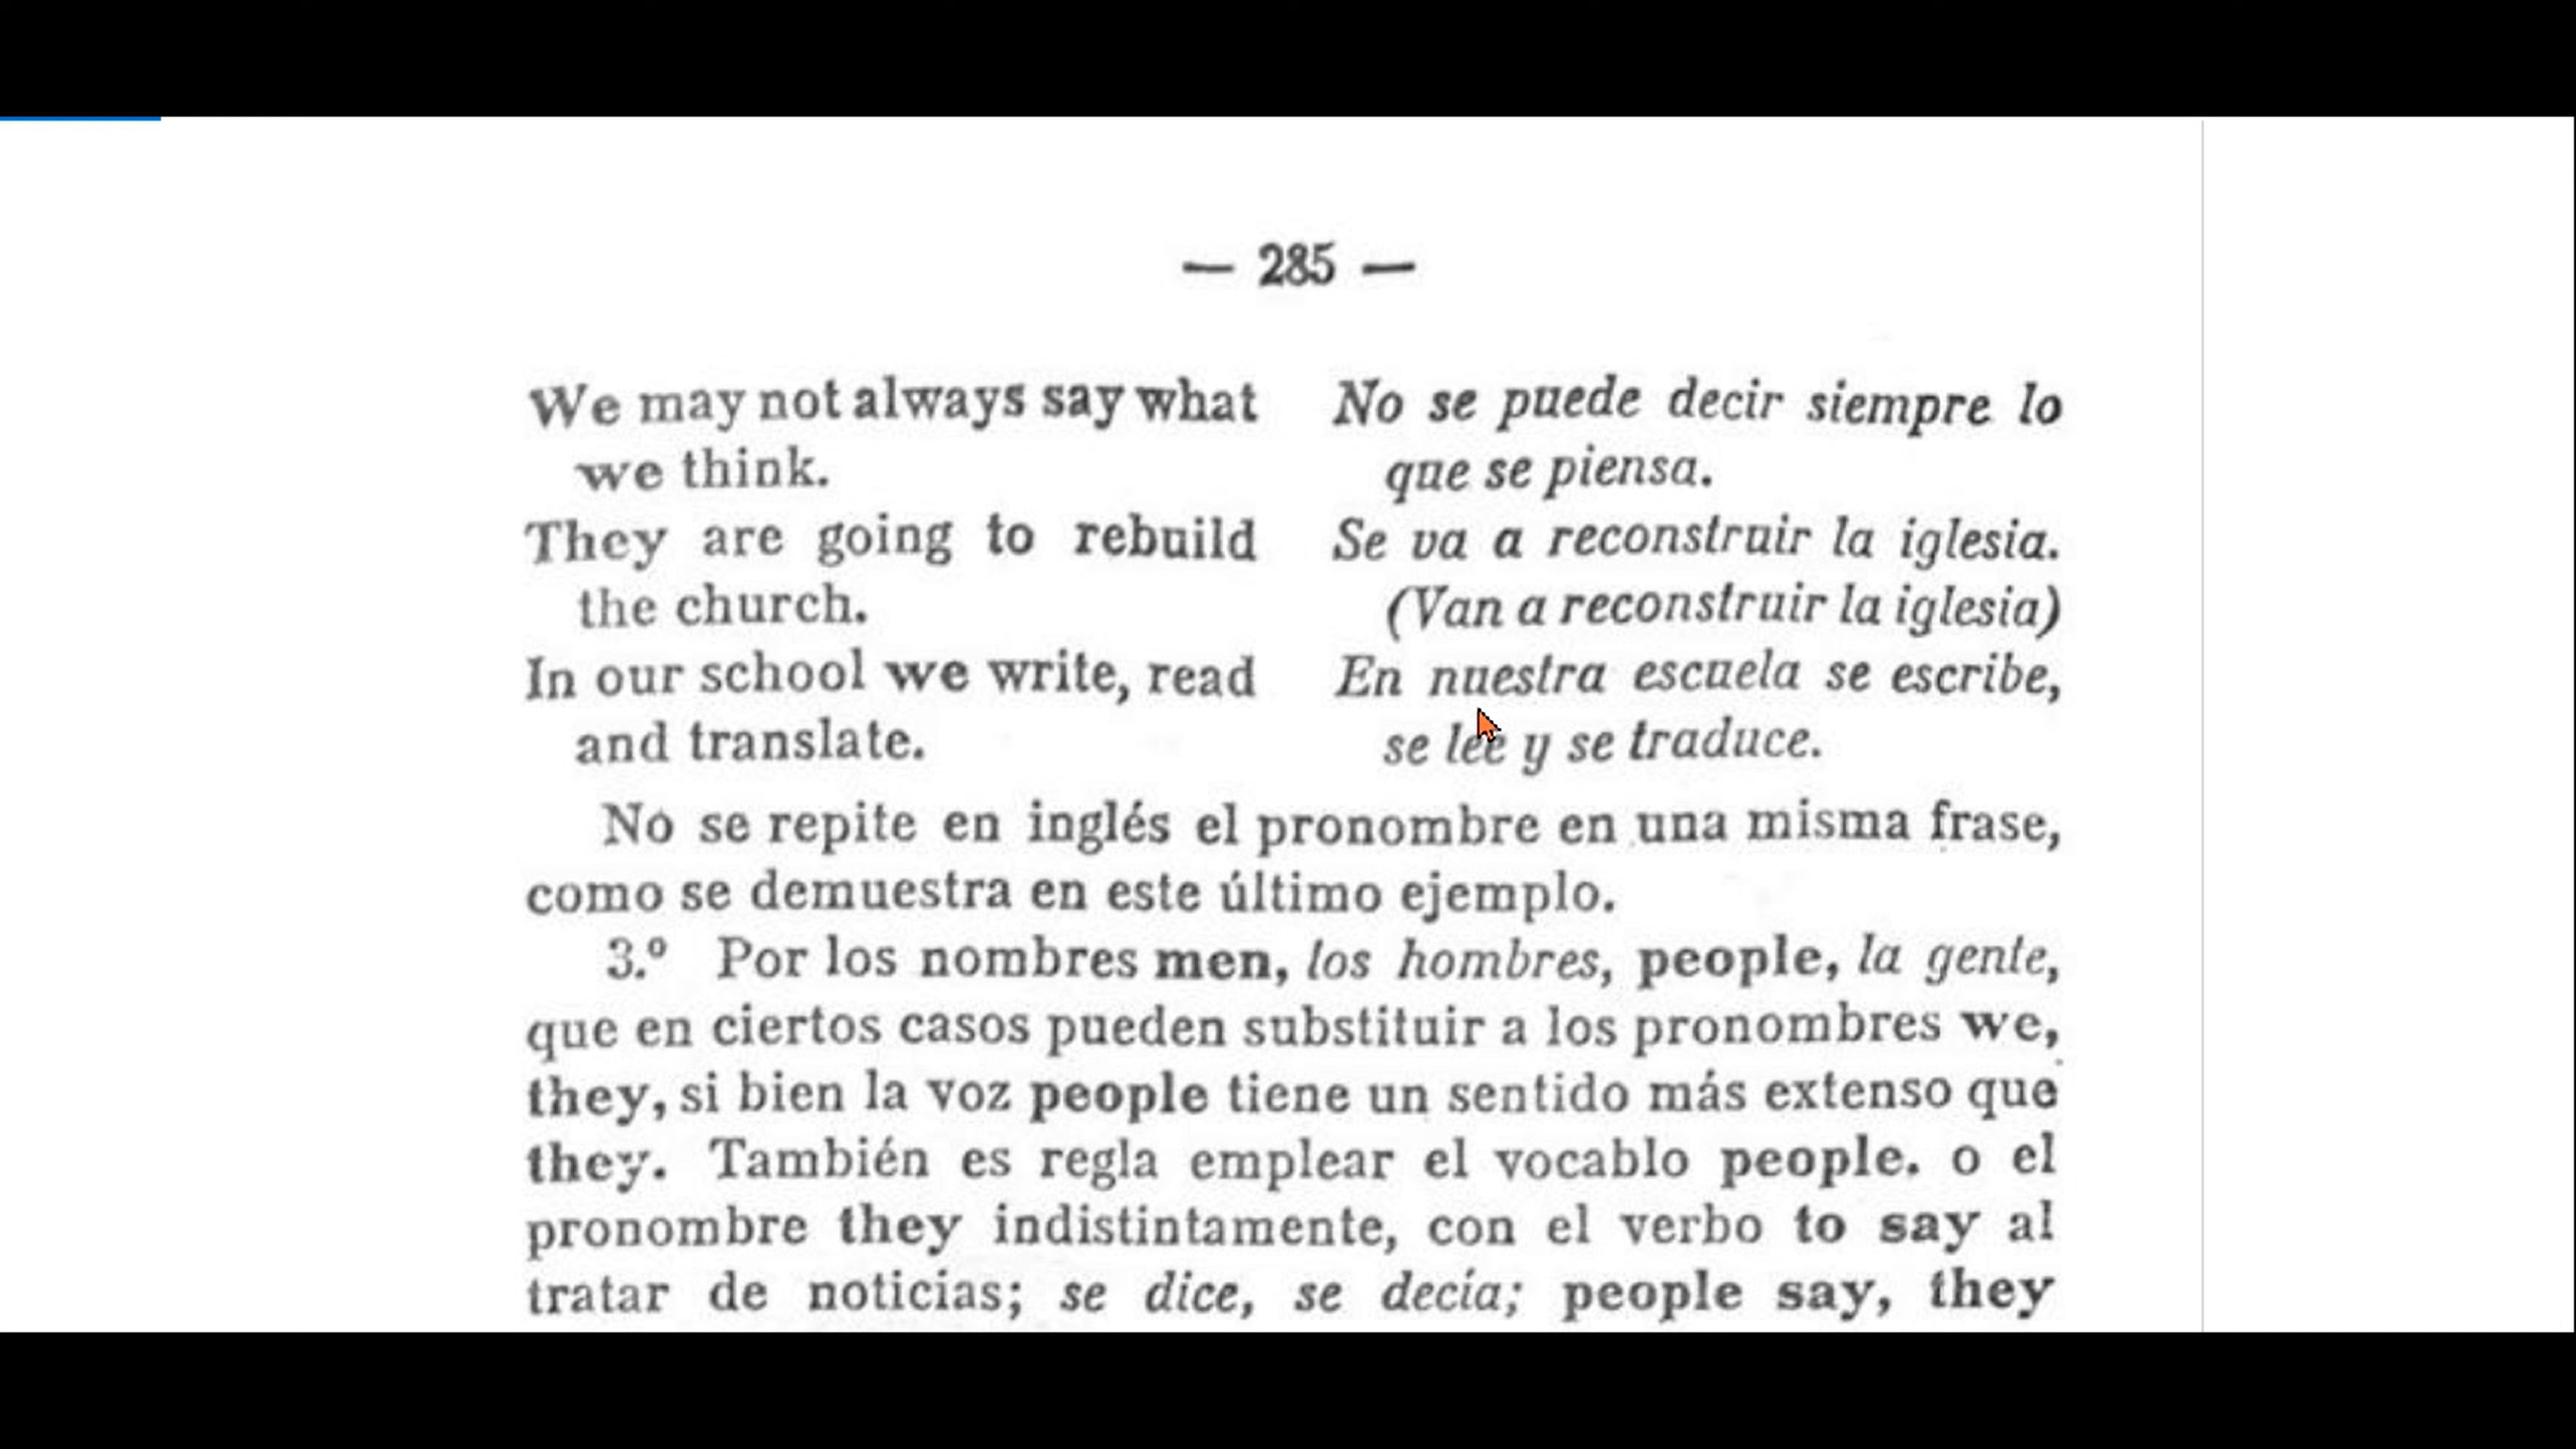 — 285 —
We may not always say what
we think.
No se puede decir siempre lo
que se piensa.
They are going to rebuild
the church.
Se va a reconstruir la iglesia.
(Van a reconstruir la iglesia)
In our school we write, read
and translate.
En nuestra escuela se escribe,
se lee y se traduce.
No se repite en inglés el pronombre en una misma frase,
como se demuestra en este último ejemplo.
3.º Por los nombres men, los hombres, people, la gente,
que en ciertos casos pueden substituir a los pronombres we,
they, si bien la voz people tiene un sentido más extenso que
they. También es regla emplear el vocablo people. o el
pronombre they indistintamente, con el verbo to say al
tratar de noticias; se dice, se decía; people say, they